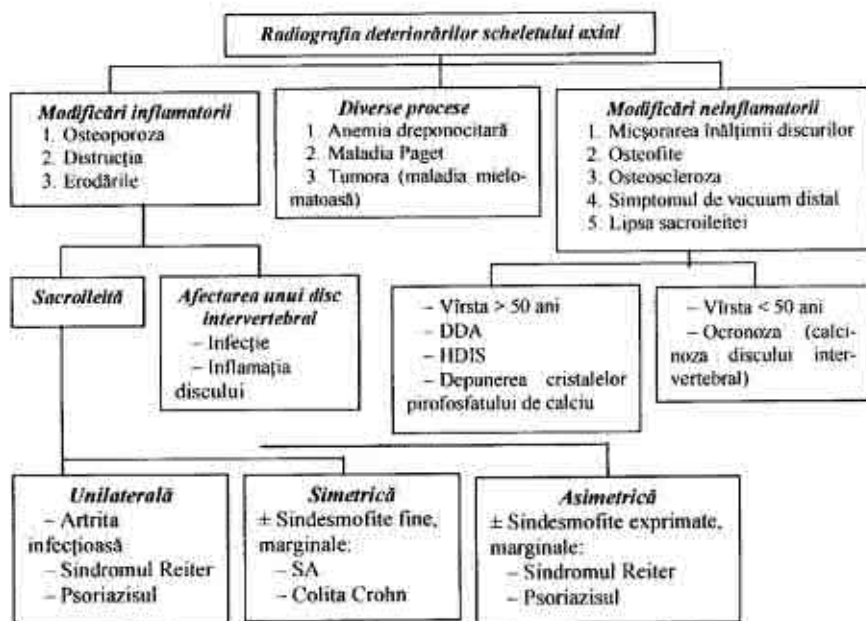 Radiografia deteriorărilor scheletului axial
Modificări inflamatorii
1. Osteoporoza
2. Distrucția
3. Erodările
Diverse procese
1. Anemia dreponocitară
2. Maladia Paget
3. Tumora (maladia mielo-
matoasă)
Modificări neinflamatorii
1. Micșorarea înălțimii discurilor
2. Osteofite
3. Osteoscleroza
4. Simptomul de vacuum distal
5. Lipsa sacroileitei
Sacroileită
Afectarea unui disc
intervertebral
– Infecție
– Inflamația
discului
– Vîrsta > 50 ani
– DDA
– HDIS
– Depunerea cristalelor
pirofosfatului de calciu
– Vîrsta < 50 ani
– Ocronoza (calci-
noza discului inter-
vertebral)
Unilaterală
– Artrita
infecțioasă
– Sindromul Reiter
– Psoriazisul
Simetrică
± Sindesmofite fine,
marginale:
– SA
– Colita Crohn
Asimetrică
± Sindesmofite exprimate,
marginale:
– Sindromul Reiter
– Psoriazisul